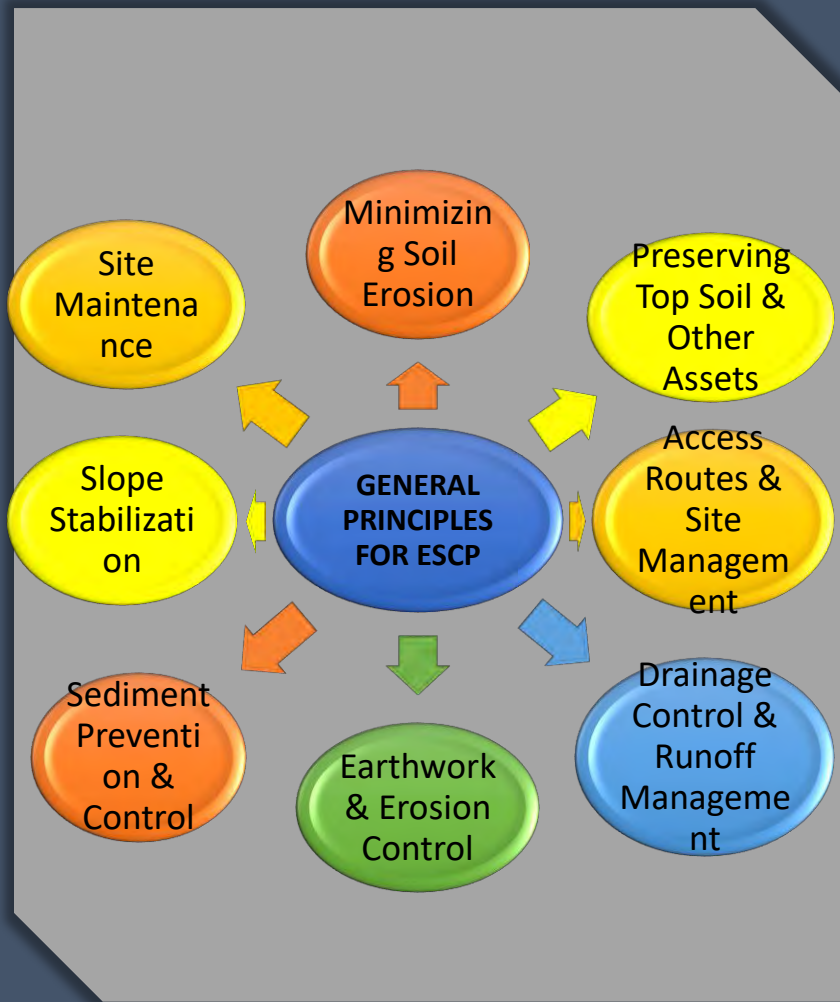 Minimizin
g Soil
Erosion
Preserving
Top Soil &
Other
Assets
Access
Routes &
Site
Managem
ent
Drainage
Control &
Runoff
Manageme
nt
Earthwork
& Erosion
Control
Sediment
Preventi
on &
Control
Slope
Stabilizati
on
Site
Maintena
nce
GENERAL
PRINCIPLES
FOR ESCP